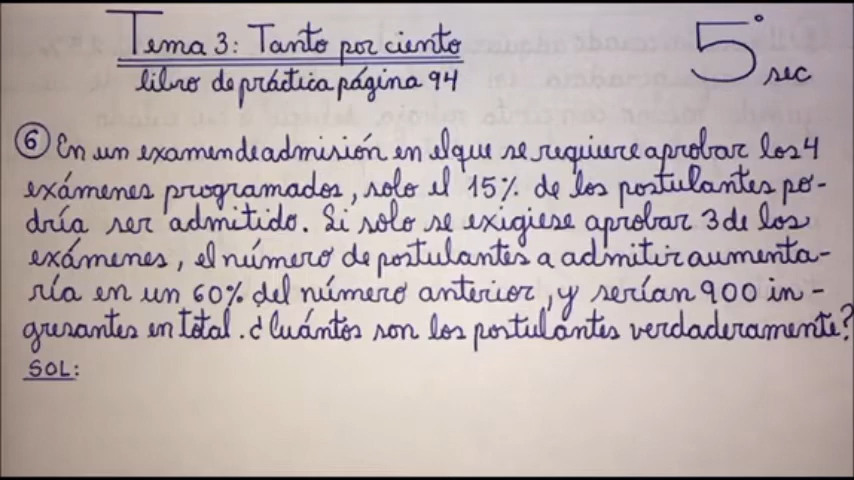 Tema 3: Tanto por ciento
libro de práctica página 94
5° sec
6 En un examen de admisión en el que se requiere aprobar los 4
exámenes programados, solo el 15% de los postulantes po-
dría ser admitido. Si solo se exigiese aprobar 3 de los
exámenes, el número de postulantes a admitir aumenta-
ría en un 60% del número anterior, y serían 900 in-
gresantes en total. ¿Cuántos son los postulantes verdaderamente?
SOL: